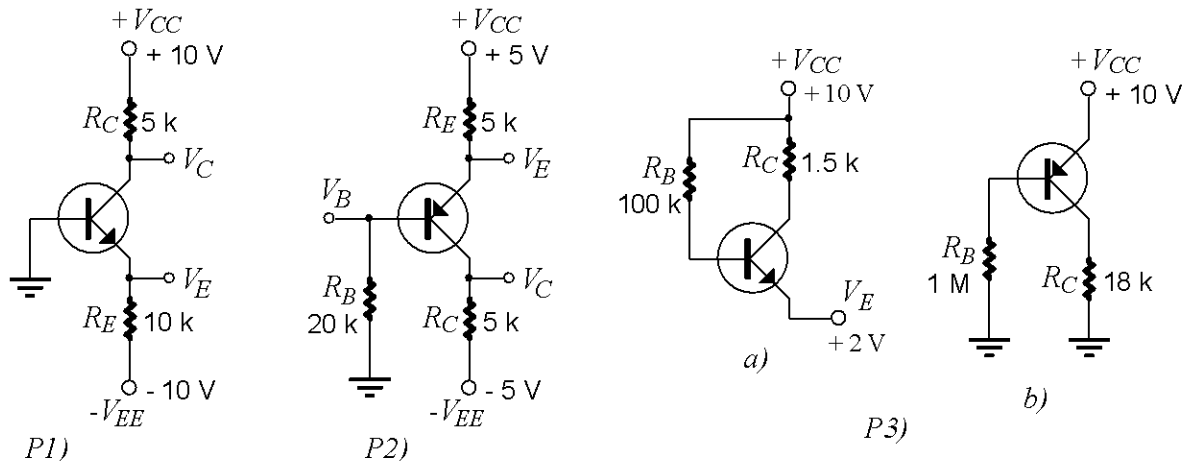 +VCC
+ 10 V
RC 5 k
VC
VE
RE 10 k
- 10 V
-VEE
P1)
+VCC
+ 5 V
RE 5 k
VE
VB
RB
20 k
VC
RC 5 k
- 5 V
-VEE
P2)
+VCC
+10 V
RC 1.5 k
RB
100 k
VE
+2 V
a)
+VCC
+ 10 V
RB
1 M
RC 18 k
b)
P3)